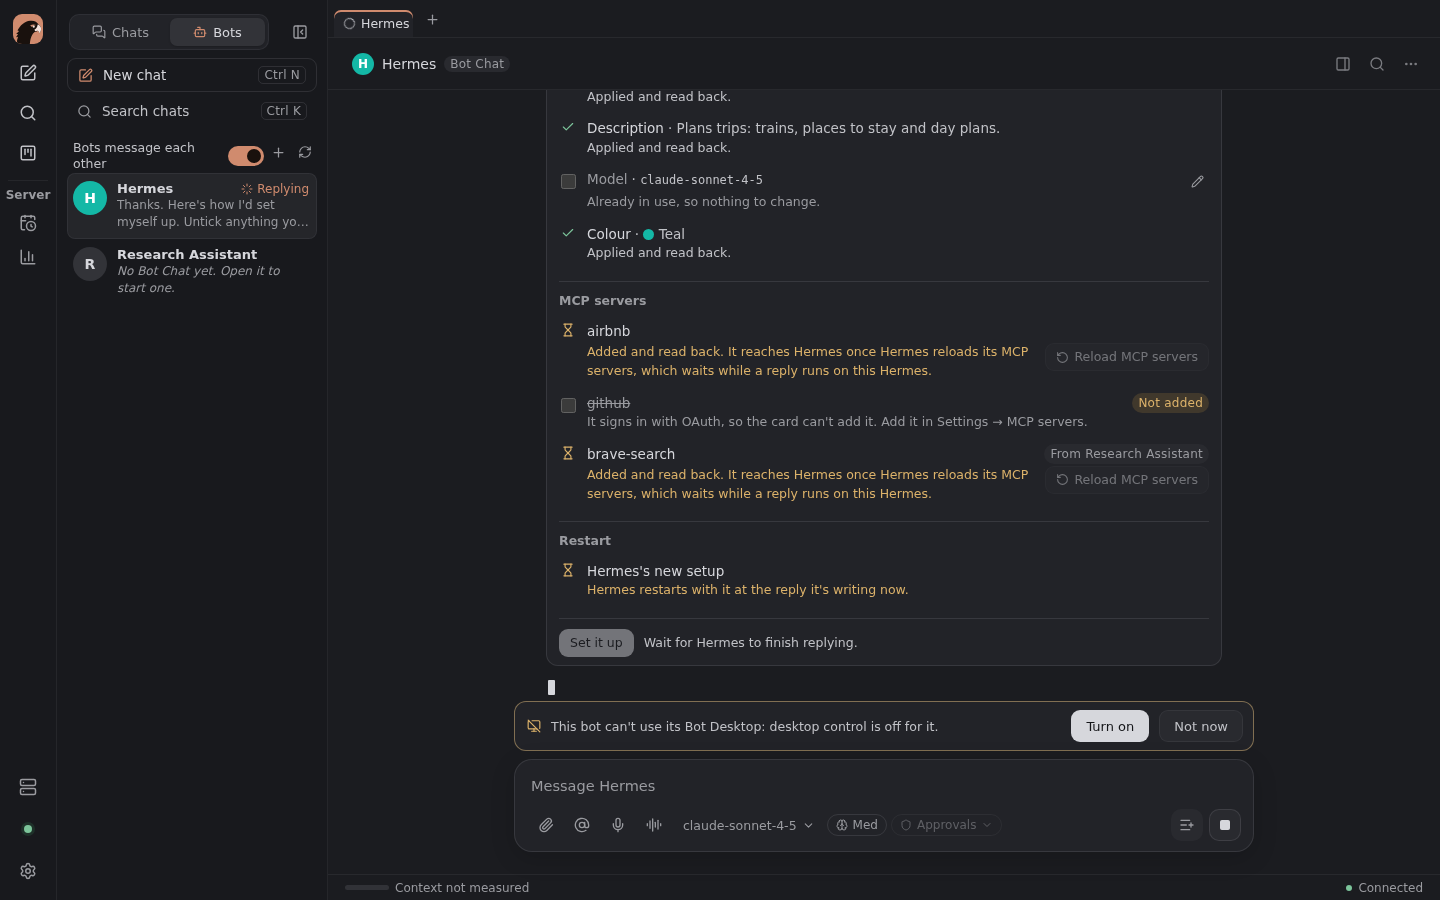 Chats
Bots
New chat
Ctrl N
Search chats
Ctrl K
Bots message each
other
Server
H
Hermes
Replying
Thanks. Here's how I'd set
myself up. Untick anything yo…
R
Research Assistant
No Bot Chat yet. Open it to
start one.
Hermes
H
Hermes
Bot Chat
Applied and read back.
Description · Plans trips: trains, places to stay and day plans.
Applied and read back.
Model · claude-sonnet-4-5
Already in use, so nothing to change.
Colour · Teal
Applied and read back.
MCP servers
airbnb
Added and read back. It reaches Hermes once Hermes reloads its MCP
servers, which waits while a reply runs on this Hermes.
Reload MCP servers
github
Not added
It signs in with OAuth, so the card can't add it. Add it in Settings → MCP servers.
brave-search
From Research Assistant
Added and read back. It reaches Hermes once Hermes reloads its MCP
servers, which waits while a reply runs on this Hermes.
Reload MCP servers
Restart
Hermes's new setup
Hermes restarts with it at the reply it's writing now.
Set it up
Wait for Hermes to finish replying.
This bot can't use its Bot Desktop: desktop control is off for it.
Turn on
Not now
Message Hermes
claude-sonnet-4-5
Med
Approvals
Context not measured
Connected